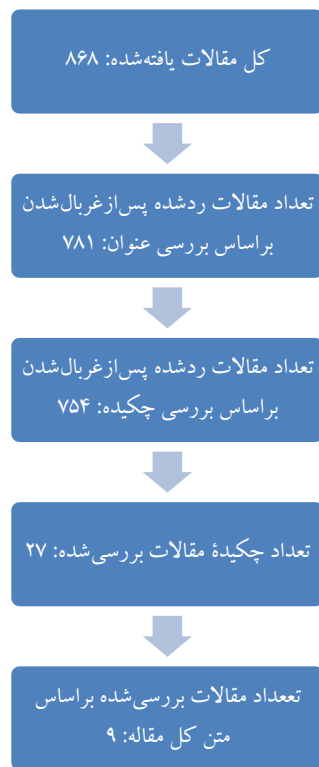 کل مقالات یافته‌شده: ۸۶۸
تعداد مقالات ردشده پس‌ازغربال‌شدن
براساس بررسی عنوان: ۷۸۱
تعداد مقالات ردشده پس‌ازغربال‌شدن
براساس بررسی چکیده: ۷۵۴
تعداد چکیدۀ مقالات بررسی‌شده: ۲۷
تععداد مقالات بررسی‌شده براساس
متن کل مقاله: ۹